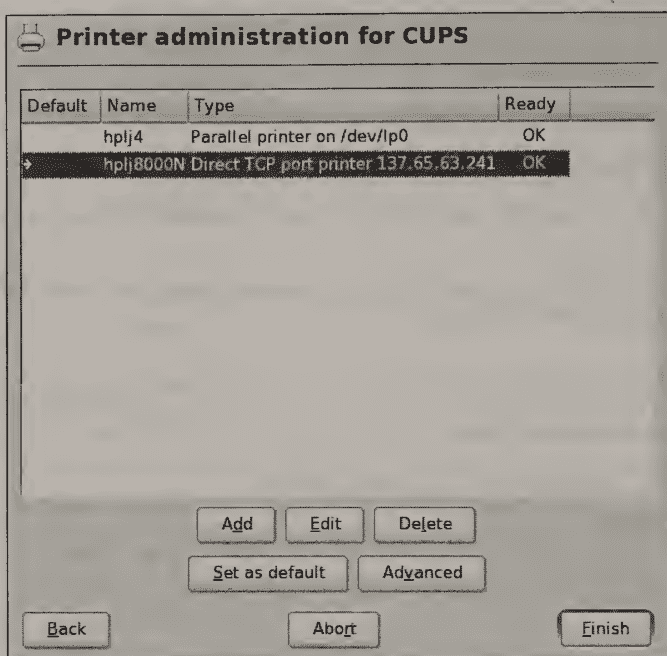 Printer administration for CUPS
Default Name Type Ready
hplj4 Parallel printer on /dev/lp0 OK
hplj8000N Direct TCP port printer 137.65.63.241 OK
Add Edit Delete
Set as default Advanced
Back Abort Finish